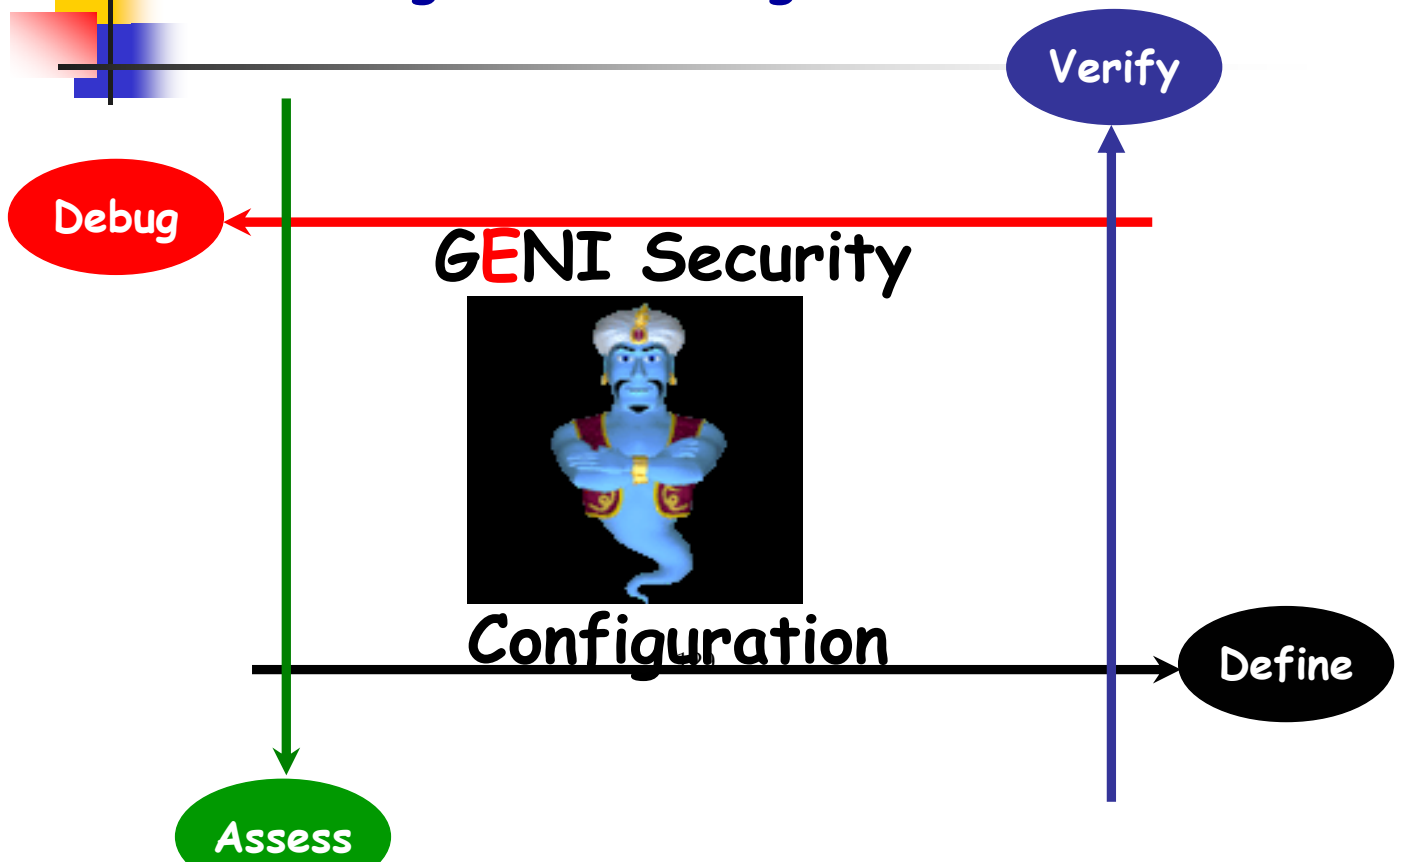 Verify
Debug
GENI Security
Configuration
Define
Assess